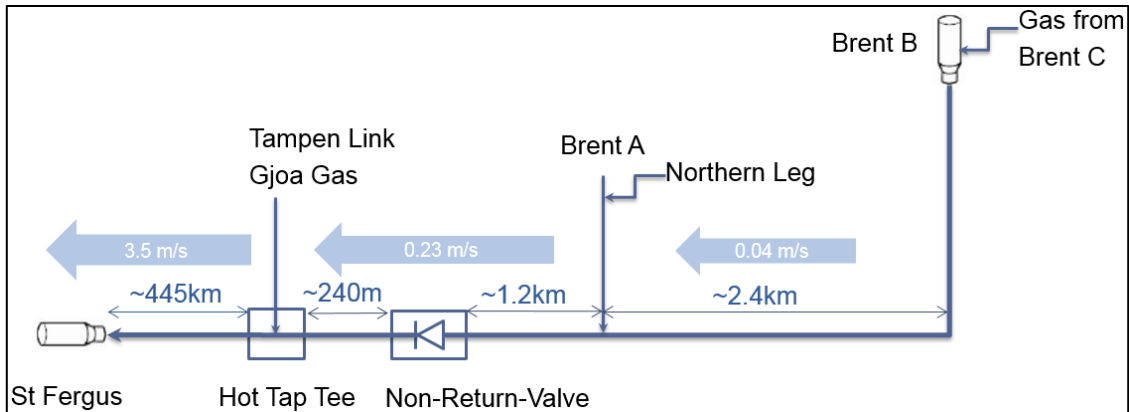 Gas from
Brent B
Brent C
Tampen Link
Gjoa Gas
Brent A
Northern Leg
3.5 m/s
0.23 m/s
0.04 m/s
~445km
~240m
~1.2km
~2.4km
St Fergus
Hot Tap Tee
Non-Return-Valve